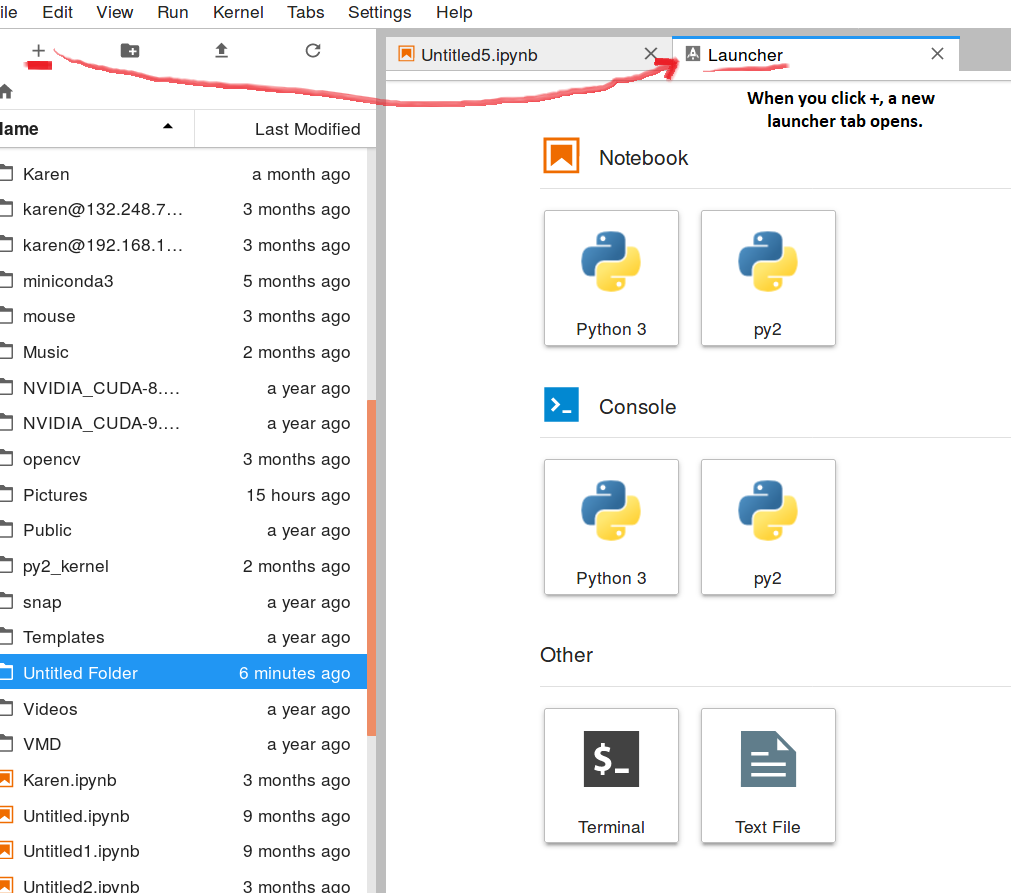 ile Edit View Run Kernel Tabs Settings Help
Untitled5.ipynb
Launcher
When you click +, a new
launcher tab opens.
Name Last Modified
Karen a month ago
karen@132.248.7... 3 months ago
karen@192.168.1... 3 months ago
miniconda3 5 months ago
mouse 3 months ago
Music 2 months ago
NVIDIA_CUDA-8.... a year ago
NVIDIA_CUDA-9.... a year ago
opencv 3 months ago
Pictures 15 hours ago
Public a year ago
py2_kernel 2 months ago
snap a year ago
Templates a year ago
Untitled Folder 6 minutes ago
Videos a year ago
VMD a year ago
Karen.ipynb 3 months ago
Untitled.ipynb 9 months ago
Untitled1.ipynb 9 months ago
Untitled2.ipynb 3 months ago
Notebook
Python 3 py2
Console
Python 3 py2
Other
$_
Terminal Text File